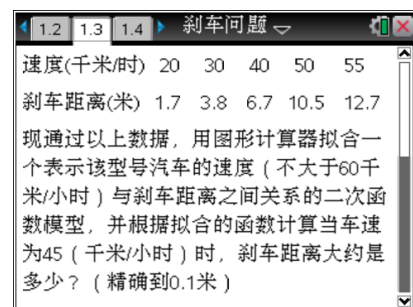 1.2 1.3 1.4 刹车问题
速度(千米/时) 20 30 40 50 55
刹车距离(米) 1.7 3.8 6.7 10.5 12.7
现通过以上数据，用图形计算器拟合一
个表示该型号汽车的速度（不大于60千
米/小时）与刹车距离之间关系的二次函
数模型，并根据拟合的函数计算当车速
为45（千米/小时）时，刹车距离大约是
多少？（精确到0.1米）